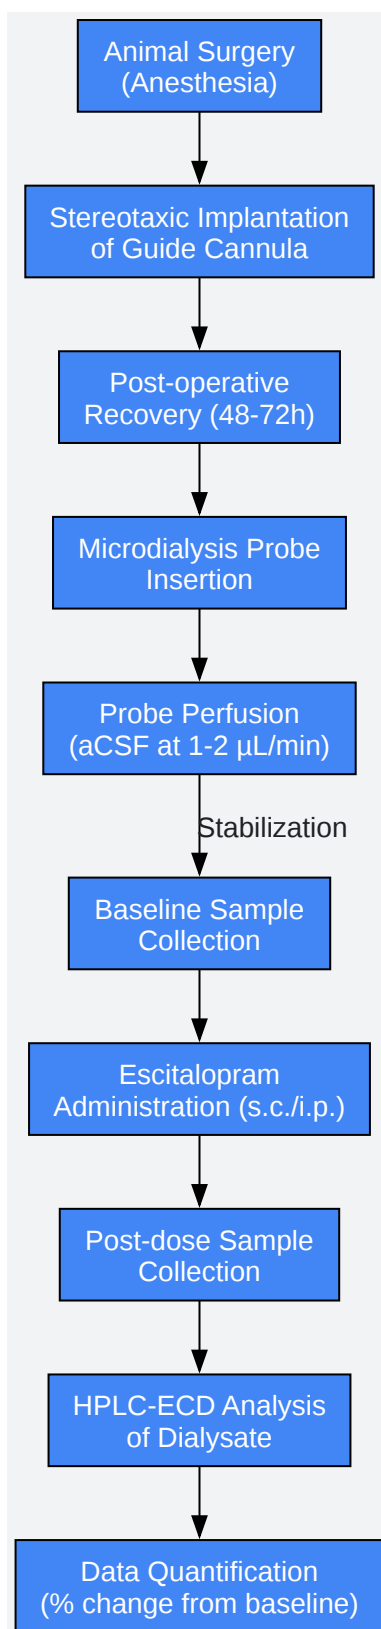 Animal Surgery
(Anesthesia)
Stereotaxic Implantation
of Guide Cannula
Post-operative
Recovery (48-72h)
Microdialysis Probe
Insertion
Probe Perfusion
(aCSF at 1-2 µL/min)
Stabilization
Baseline Sample
Collection
Escitalopram
Administration (s.c./i.p.)
Post-dose Sample
Collection
HPLC-ECD Analysis
of Dialysate
Data Quantification
(% change from baseline)